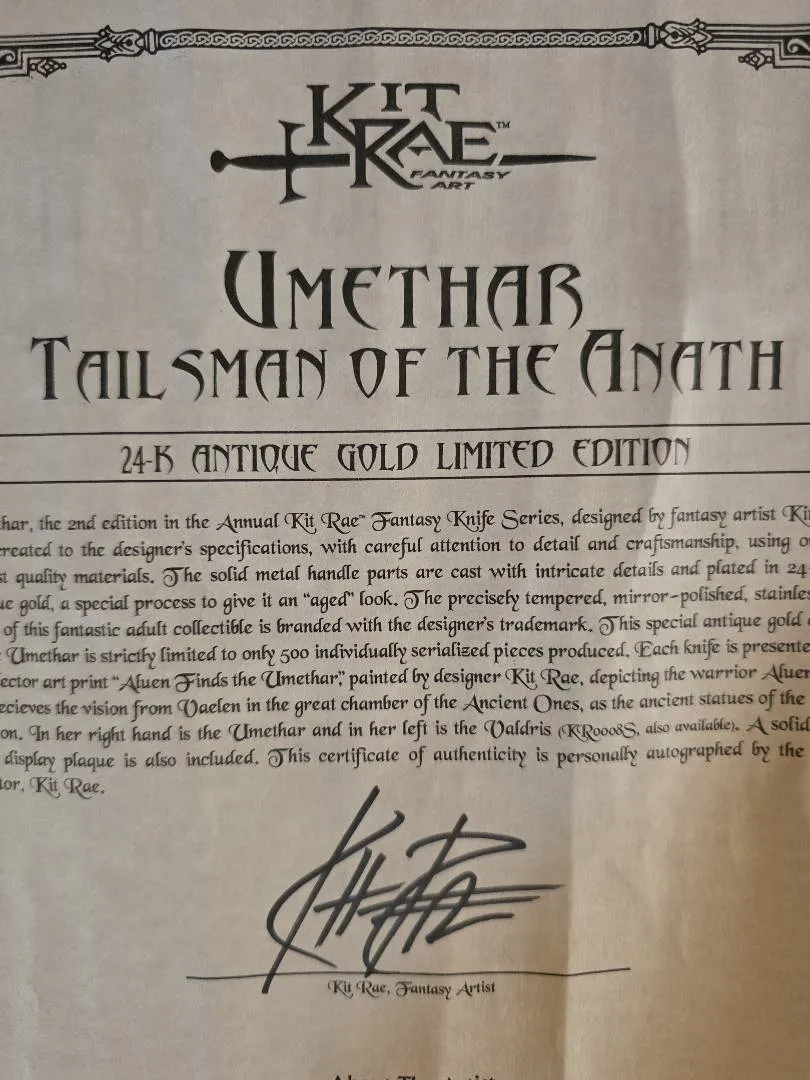 KIT
RAE™
FANTASY
ART
UMETHAR
TAILSMAN OF THE ANATH
24-K ANTIQUE GOLD LIMITED EDITION
har, the 2nd edition in the Annual Kit Rae™ Fantasy Knife Series, designed by fantasy artist Kit
created to the designer's specifications, with careful attention to detail and craftsmanship, using
st quality materials. The solid metal handle parts are cast with intricate details and plated in 24-
ue gold, a special process to give it an "aged" look. The precisely tempered, mirror-polished, stainles
of this fantastic adult collectible is branded with the designer's trademark. This special antique gold
Umethar is strictly limited to only 500 individually serialized pieces produced. Each knife is presente
ector art print "Aluen Finds the Umethar," painted by designer Kit Rae, depicting the warrior Aluen
ecieves the vision from Vaelen in the great chamber of the Ancient Ones, as the ancient statues of the
on. In her right hand is the Umethar and in her left is the Valdris (KR0008S, also available). A solid
display plaque is also included. This certificate of authenticity is personally autographed by the
tor, Kit Rae.
Kit Rae
Kit Rae, Fantasy Artist